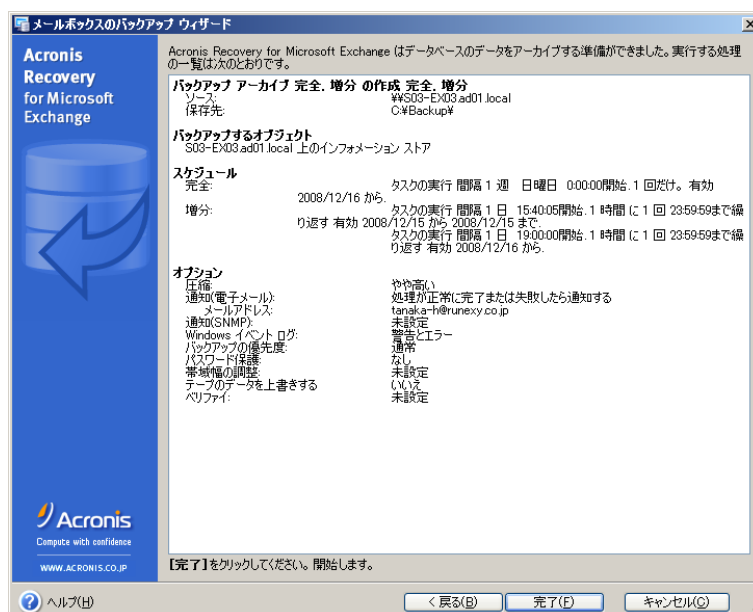 メールボックスのバックアップ ウィザード
Acronis
Recovery
for Microsoft
Exchange
Acronis Recovery for Microsoft Exchange はデータベースのデータをアーカイブする準備ができました。実行する処理
の一覧は次のとおりです。
バックアップ アーカイブ 完全, 増分 の作成 完全, 増分
ソース: ¥¥S03-EX03.ad01.local
保存先: C:¥Backup¥
バックアップするオブジェクト
S03-EX03.ad01.local 上のインフォメーション ストア
スケジュール
完全: タスクの実行 間隔 1 週 日曜日 0:00:00開始. 1 回だけ。 有効
2008/12/16 から.
増分: タスクの実行 間隔 1 日 15:40:05開始. 1 時間 に 1 回 23:59:59まで繰
り返す 有効 2008/12/15 から 2008/12/15 まで.
タスクの実行 間隔 1 日 19:00:00開始. 1 時間 に 1 回 23:59:59まで繰
り返す 有効 2008/12/16 から.
オプション
圧縮: やや高い
通知(電子メール): 処理が正常に完了または失敗したら通知する
メールアドレス: tanaka-h@runexy.co.jp
通知(SNMP): 未設定
Windows イベント ログ: 警告とエラー
バックアップの優先度: 通常
パスワード保護: なし
帯域幅の調整: 未設定
テープのデータを上書きする いいえ
ベリファイ: 未設定
Acronis
Compute with confidence
WWW.ACRONIS.CO.JP
[完了]をクリックしてください。開始します。
ヘルプ(H)
< 戻る(B)
完了(F)
キャンセル(C)